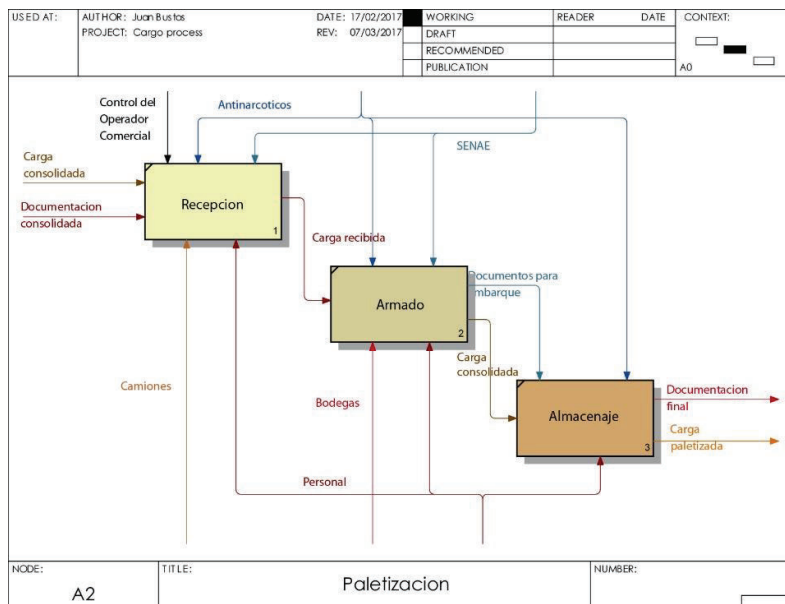 USED AT:
AUTHOR: Juan Bustos
DATE: 17/02/2017
WORKING
READER
DATE
CONTEXT:
PROJECT: Cargo process
REV: 07/03/2017
DRAFT
RECOMMENDED
PUBLICATION
A0
Control del
Operador
Comercial
Antinarcoticos
SENAE
Carga
consolidada
Documentacion
consolidada
Recepcion
1
Carga recibida
Armado
2
Documentos para
embarque
Carga
consolidada
Camiones
Bodegas
Almacenaje
3
Documentacion
final
Carga
paletizada
Personal
NODE:
A2
TITLE:
Paletizacion
NUMBER: